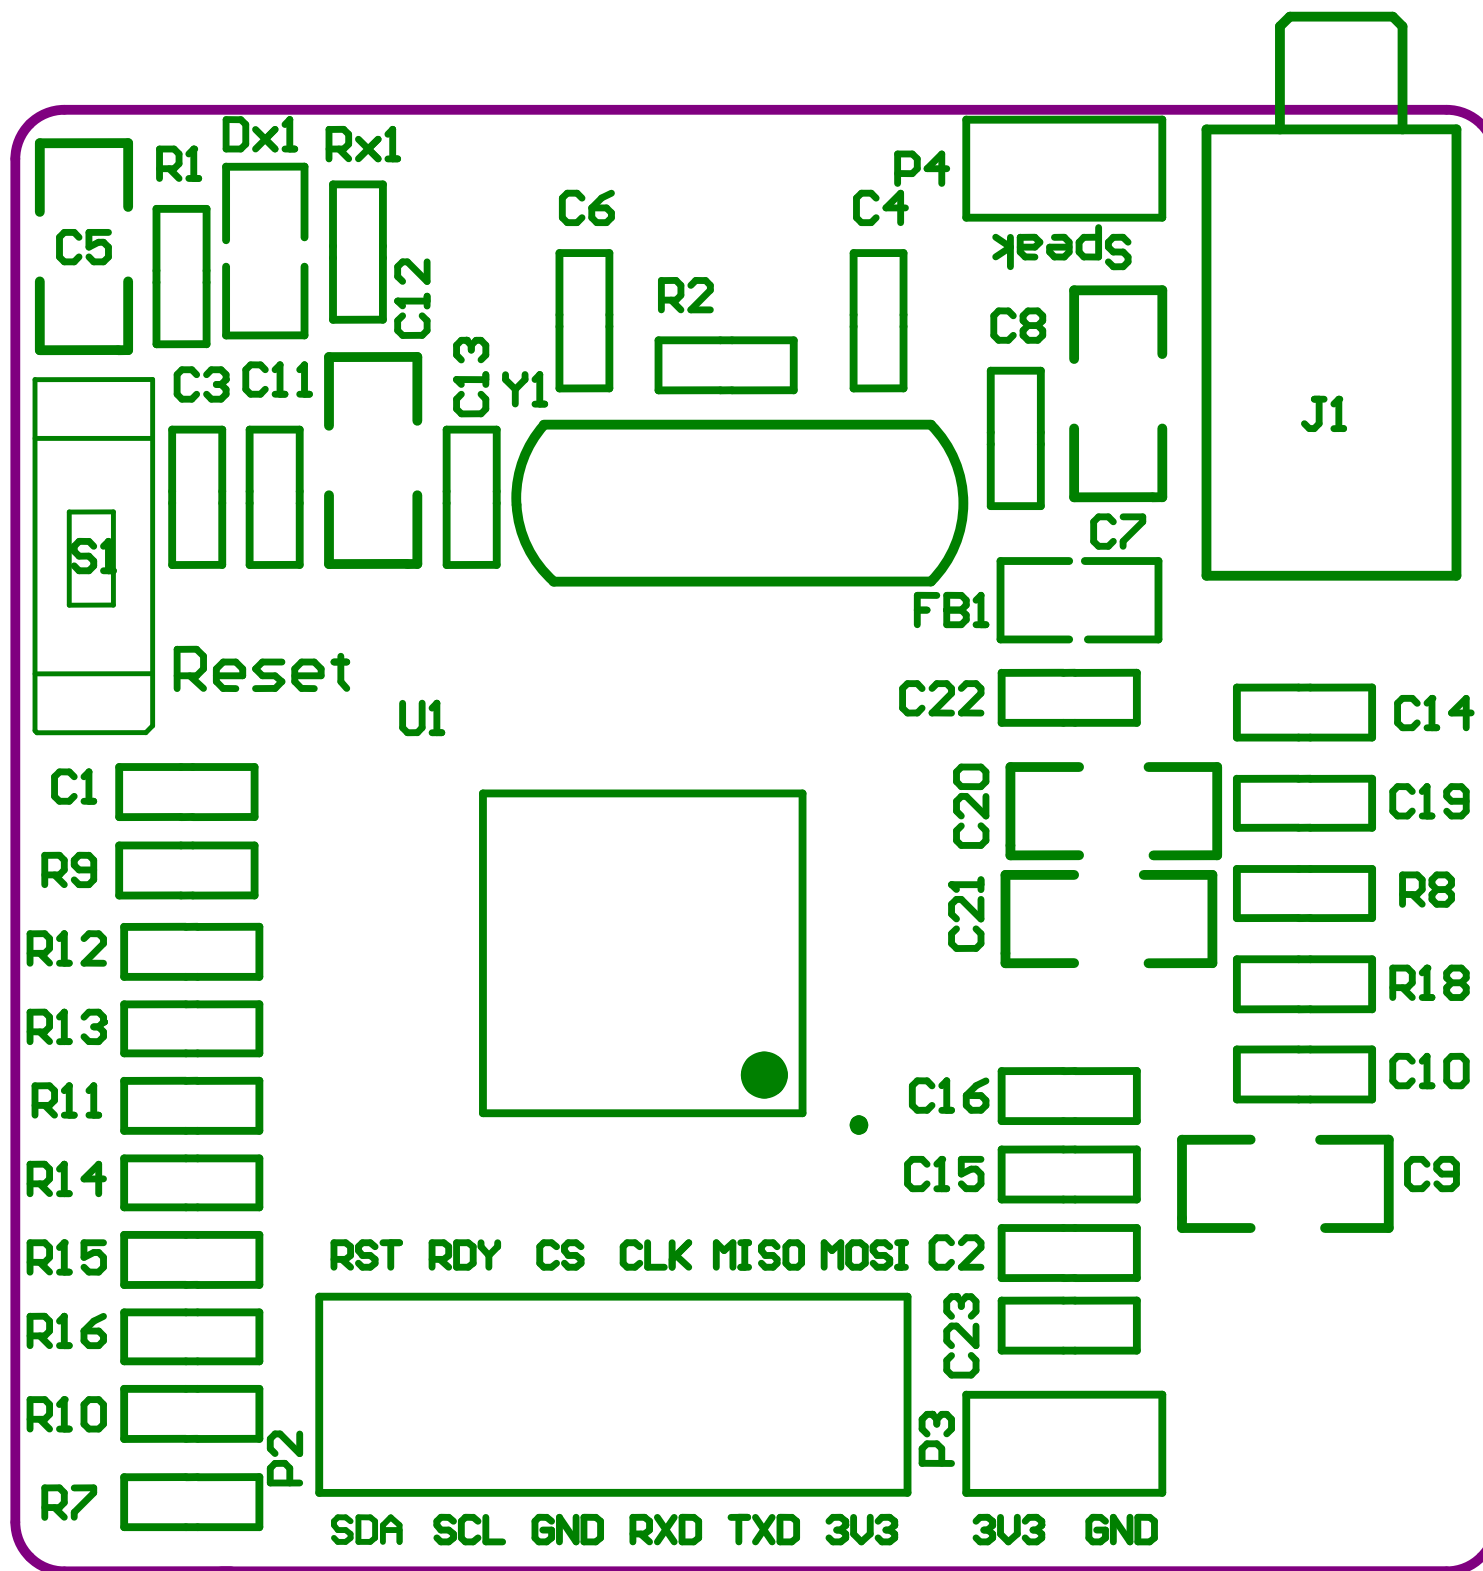 Dx1
Rx1
R1
P4
C6
C4
C5
Speak
C12
R2
C8
C13
C3
C11
Y1
J1
C7
S1
FB1
Reset
C22
U1
C14
C1
C20
C19
R9
R8
C21
R12
R18
R13
C10
R11
C16
R14
C15
C9
R15
RST RDY CS CLK MISO MOSI
C2
R16
C23
R10
P2
P3
R7
SDA SCL GND RXD TXD 3V3 3V3 GND